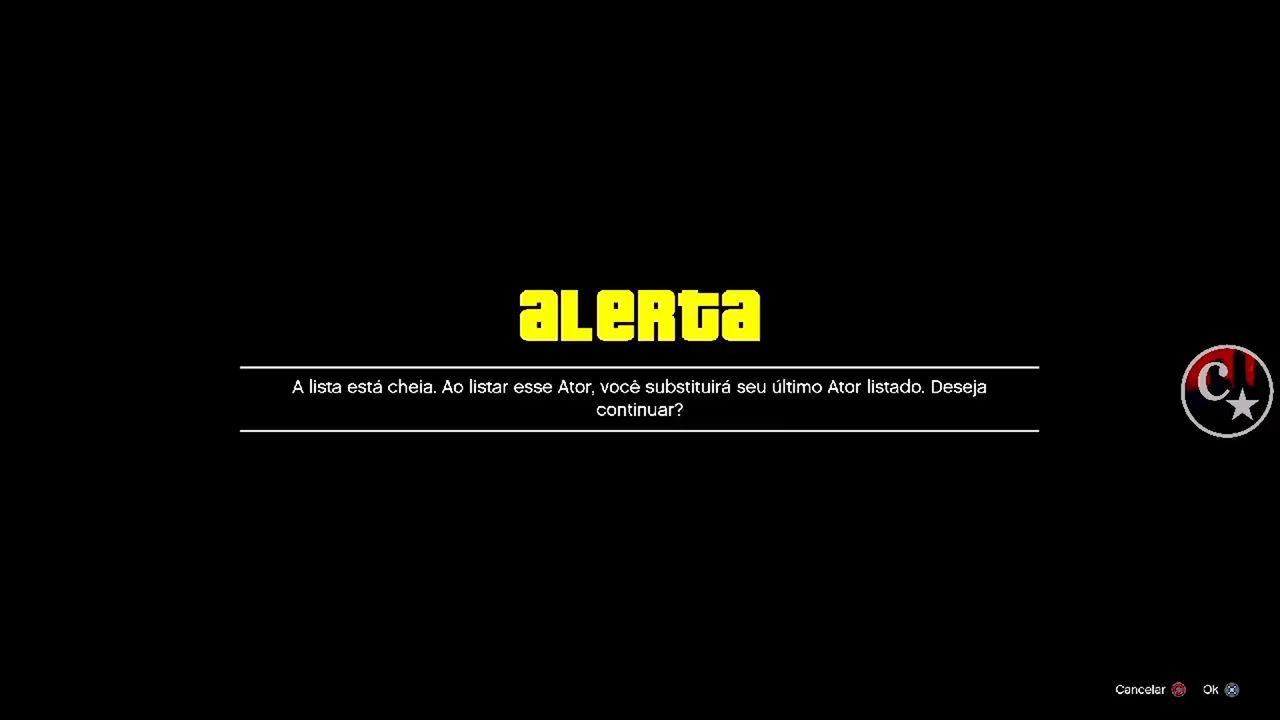 alerta
A lista está cheia. Ao listar esse Ator, você substituirá seu último Ator listado. Deseja
continuar?
C
Cancelar Ok